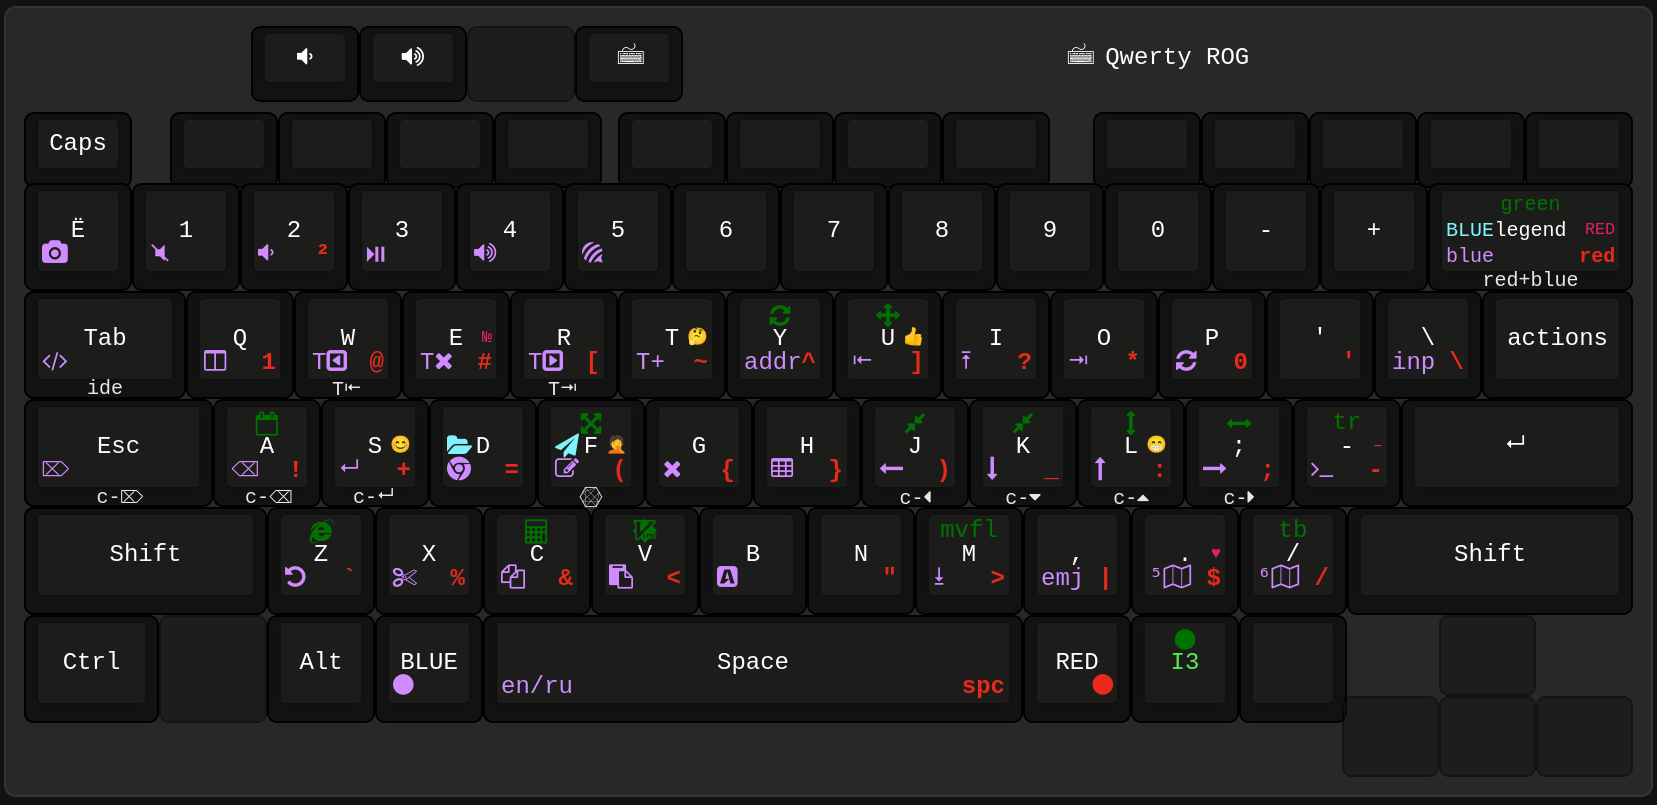 Qwerty ROG
Caps
Ë 1 2 ² 3 4 5 6 7 8 9 0 - +
green
BLUE legend RED
blue red
red+blue
Tab </> ide
Q 1
W T @ T⇤
E № T #
R T [ T⇥
T T+ ~
Y addr ^
U ⇤ ]
I ?
O ⇥ *
P 0
' '
\ inp \
actions
Esc ⌦ c-⌦
A ⌫ ! c-⌫
S ↵ + c-↵
D =
F (
G {
H }
J ← ) c-◀
K ↓ _ c-▼
L ↑ : c-▲
; → ; c-▶
tr - – >_ -
↵
Shift
Z `
X %
C &
V <
B A
N "
mvfl M >
, emj |
. ♥ ⁵ $
tb / ⁶ /
Shift
Ctrl
Alt
BLUE
Space en/ru spc
RED
I3